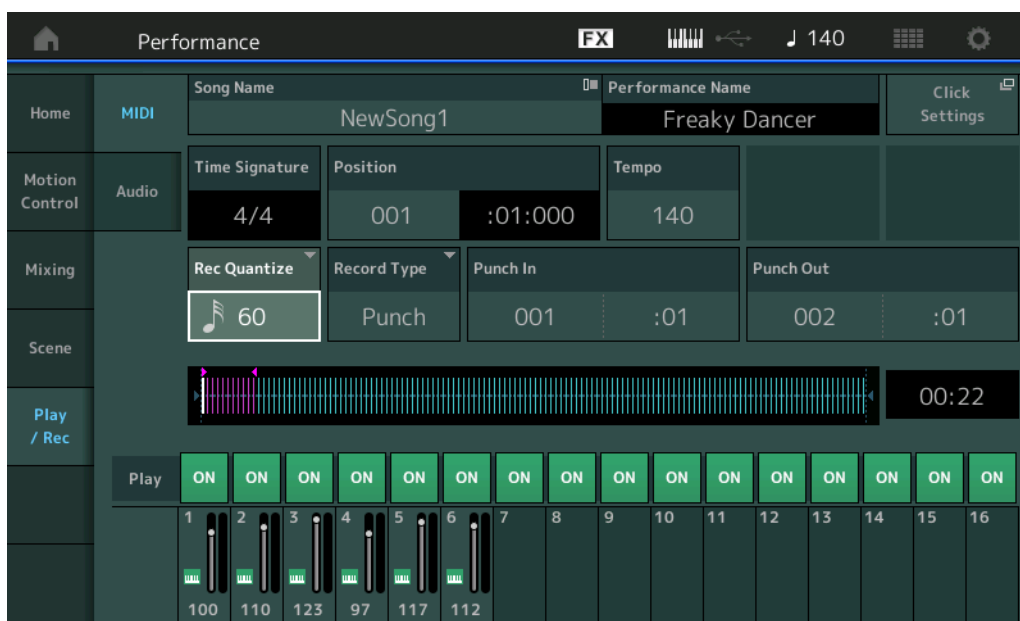 Performance FX 140
Song Name Performance Name Click
Home MIDI NewSong1 Freaky Dancer Settings
Time Signature Position Tempo
Motion
Control Audio 4/4 001 :01:000 140
Mixing Rec Quantize Record Type Punch In Punch Out
60 Punch 001 :01 002 :01
Scene
Play
/ Rec 00:22
Play ON ON ON ON ON ON ON ON ON ON ON ON ON ON ON ON
1 2 3 4 5 6 7 8 9 10 11 12 13 14 15 16
100 110 123 97 117 112